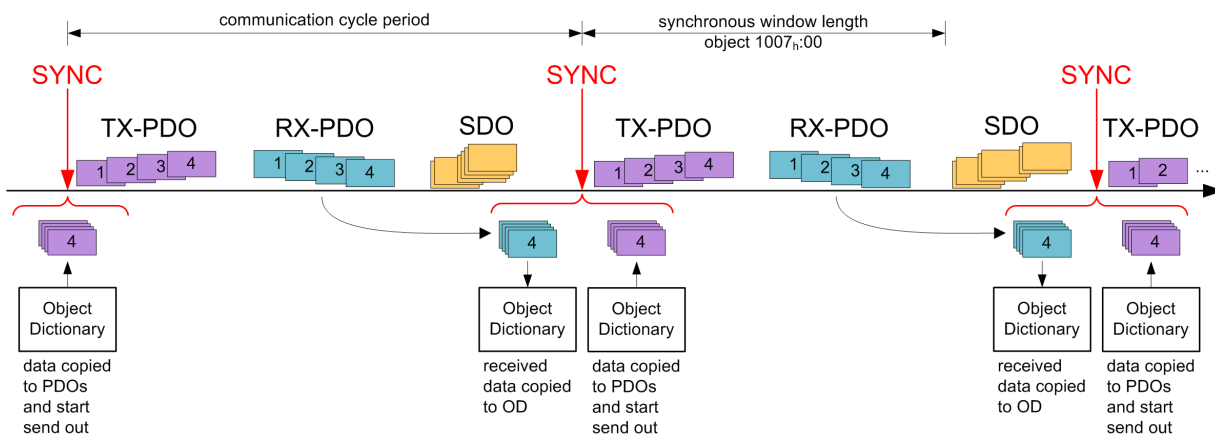 communication cycle period
synchronous window length
object 1007h:00
SYNC
SYNC
SYNC
TX-PDO
RX-PDO
SDO
TX-PDO
RX-PDO
SDO
TX-PDO
1 2 3 4
1 2 3 4
1 2 3 4
1 2 3 4
1 2 ...
4
4
4
4
4
Object
Dictionary
data copied
to PDOs
and start
send out
Object
Dictionary
received
data copied
to OD
Object
Dictionary
data copied
to PDOs
and start
send out
Object
Dictionary
received
data copied
to OD
Object
Dictionary
data copied
to PDOs
and start
send out